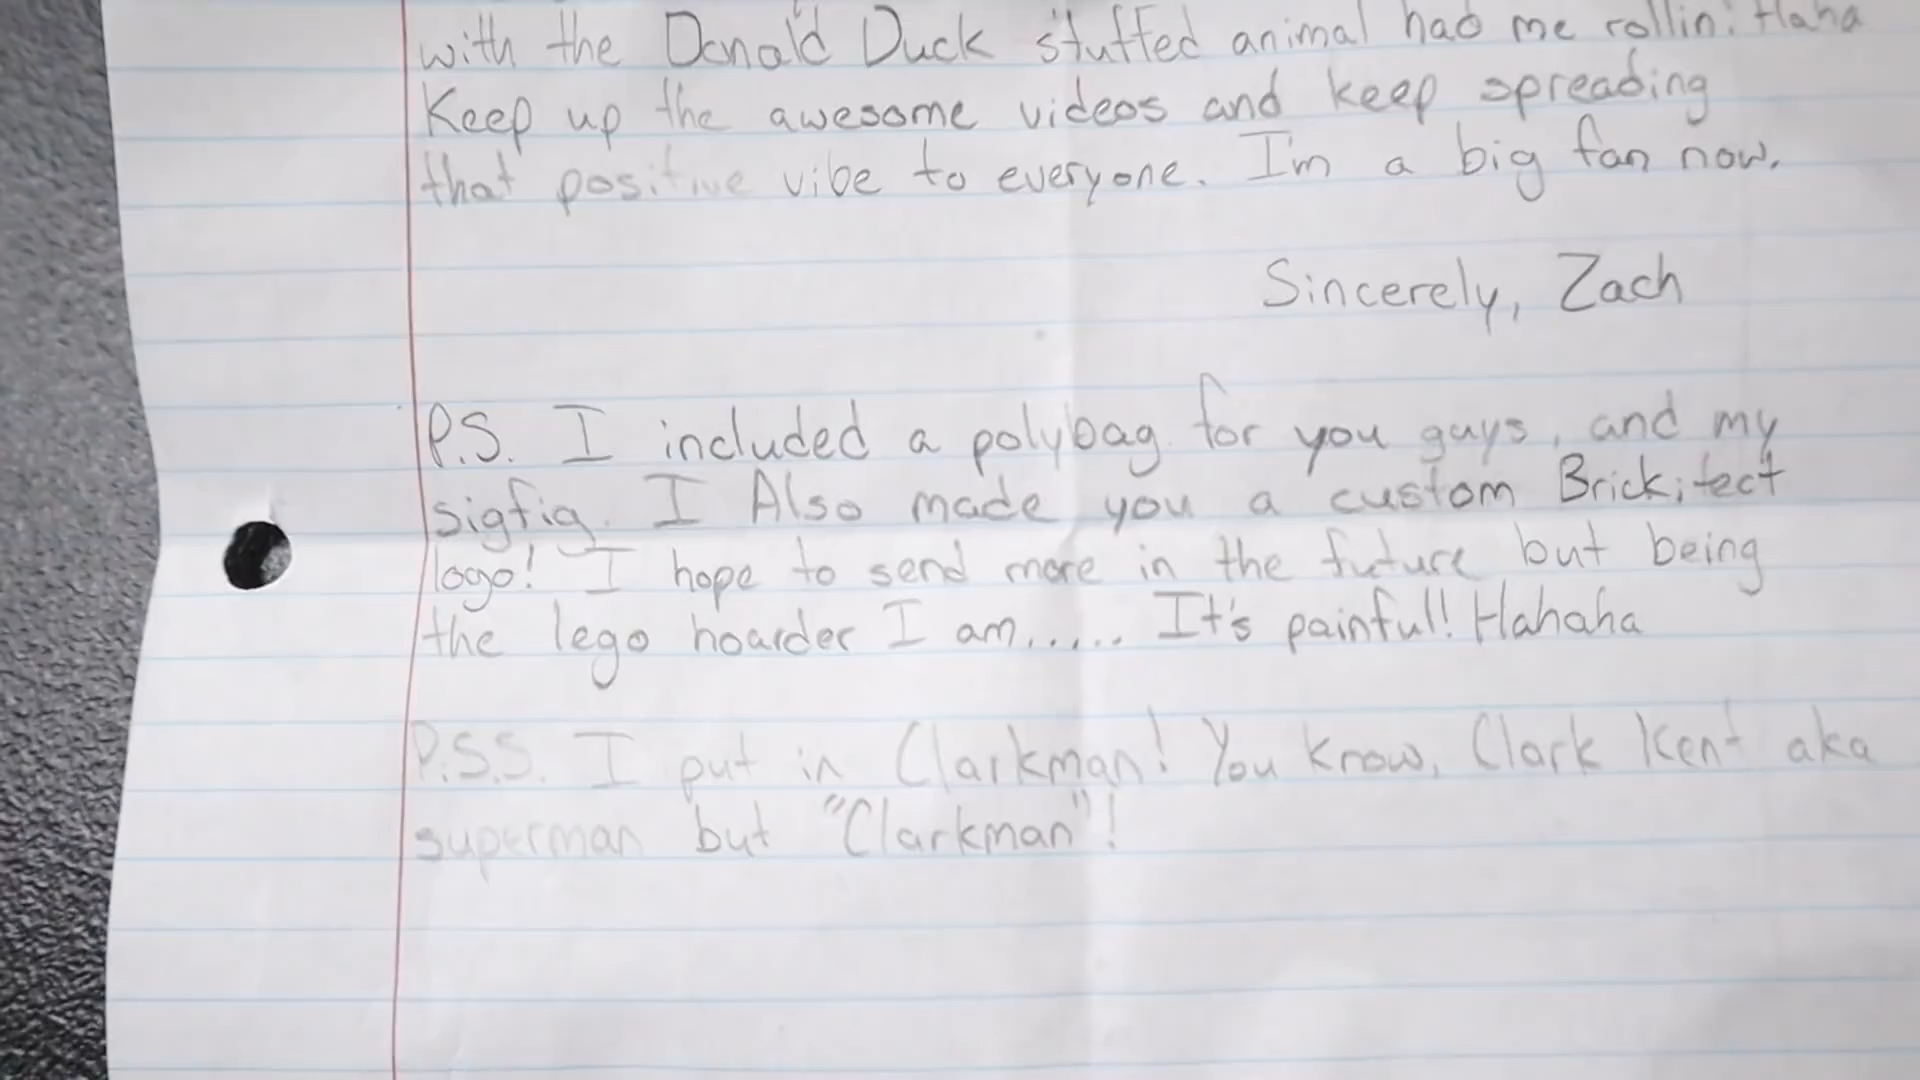 with the Donald Duck stuffed animal had me rollin! Haha
Keep up the awesome videos and keep spreading
that positive vibe to everyone. I'm a big fan now.
Sincerely, Zach
P.S. I included a polybag for you guys, and my
sigfig. I Also made you a custom Brickitect
logo! I hope to send more in the future but being
the lego hoarder I am..... It's painful! Hahaha
P.S.S. I put in Clarkman! You know, Clark Kent aka
superman but "Clarkman"!